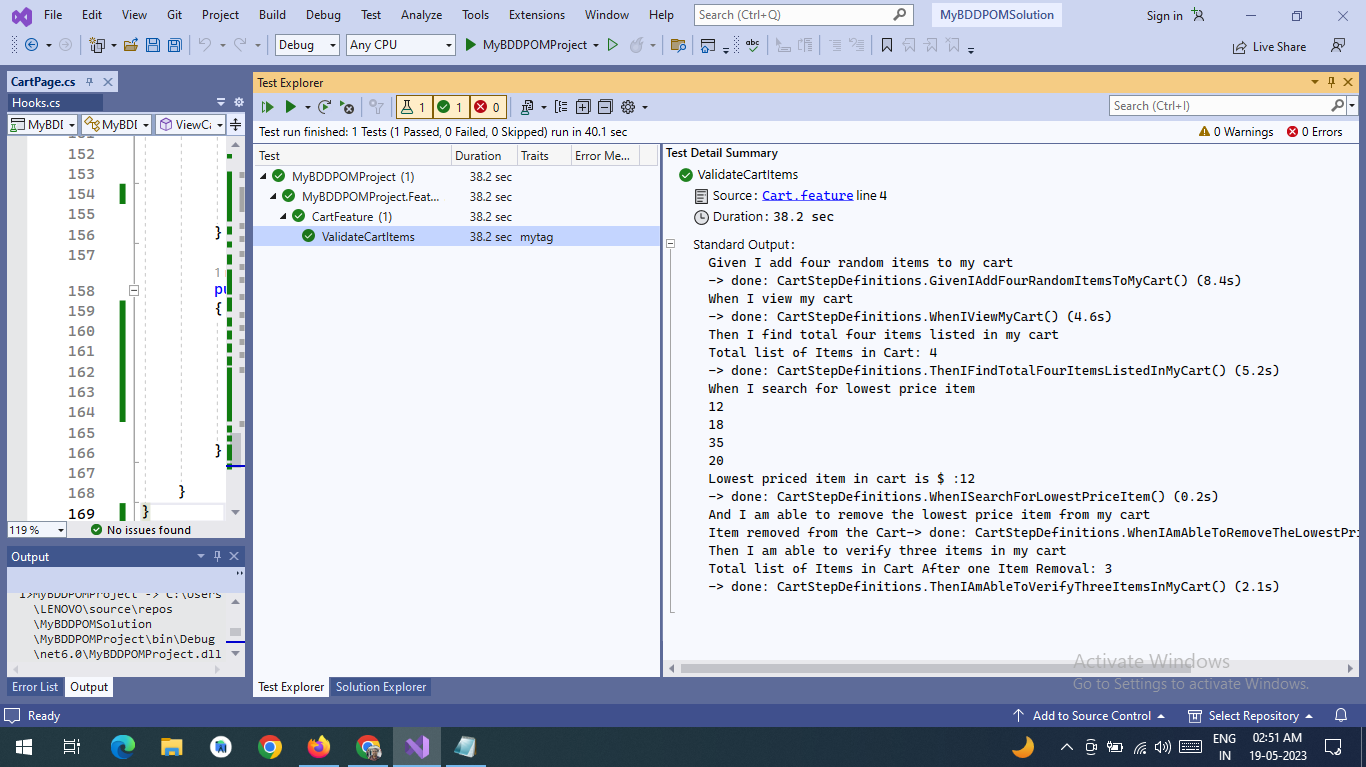 File Edit View Git Project Build Debug Test Analyze Tools Extensions Window Help Search (Ctrl+Q) MyBDDPOMSolution Sign in
Debug Any CPU MyBDDPOMProject Live Share
CartPage.cs
Hooks.cs
MyBDI MyBDI ViewCa
152
153
154
155
156 }
157
1
158 pu
159 {
160
161
162
163
164
165
166 }
167
168 }
169 }
119 % No issues found
Output
1>MyBDDPOMProject -> C:\Users
\LENOVO\source\repos
\MyBDDPOMSolution
\MyBDDPOMProject\bin\Debug
\net6.0\MyBDDPOMProject.dll
Error List Output
Test Explorer
1 1 0 Search (Ctrl+I)
Test run finished: 1 Tests (1 Passed, 0 Failed, 0 Skipped) run in 40.1 sec 0 Warnings 0 Errors
Test Duration Traits Error Me...
MyBDDPOMProject (1) 38.2 sec
MyBDDPOMProject.Feat... 38.2 sec
CartFeature (1) 38.2 sec
ValidateCartItems 38.2 sec mytag
Test Explorer Solution Explorer
Test Detail Summary
ValidateCartItems
Source: Cart.feature line 4
Duration: 38.2 sec
Standard Output:
Given I add four random items to my cart
-> done: CartStepDefinitions.GivenIAddFourRandomItemsToMyCart() (8.4s)
When I view my cart
-> done: CartStepDefinitions.WhenIViewMyCart() (4.6s)
Then I find total four items listed in my cart
Total list of Items in Cart: 4
-> done: CartStepDefinitions.ThenIFindTotalFourItemsListedInMyCart() (5.2s)
When I search for lowest price item
12
18
35
20
Lowest priced item in cart is $ :12
-> done: CartStepDefinitions.WhenISearchForLowestPriceItem() (0.2s)
And I am able to remove the lowest price item from my cart
Item removed from the Cart-> done: CartStepDefinitions.WhenIAmAbleToRemoveTheLowestPri
Then I am able to verify three items in my cart
Total list of Items in Cart After one Item Removal: 3
-> done: CartStepDefinitions.ThenIAmAbleToVerifyThreeItemsInMyCart() (2.1s)
Activate Windows
Go to Settings to activate Windows.
Ready Add to Source Control Select Repository
ENG 02:51 AM
IN 19-05-2023